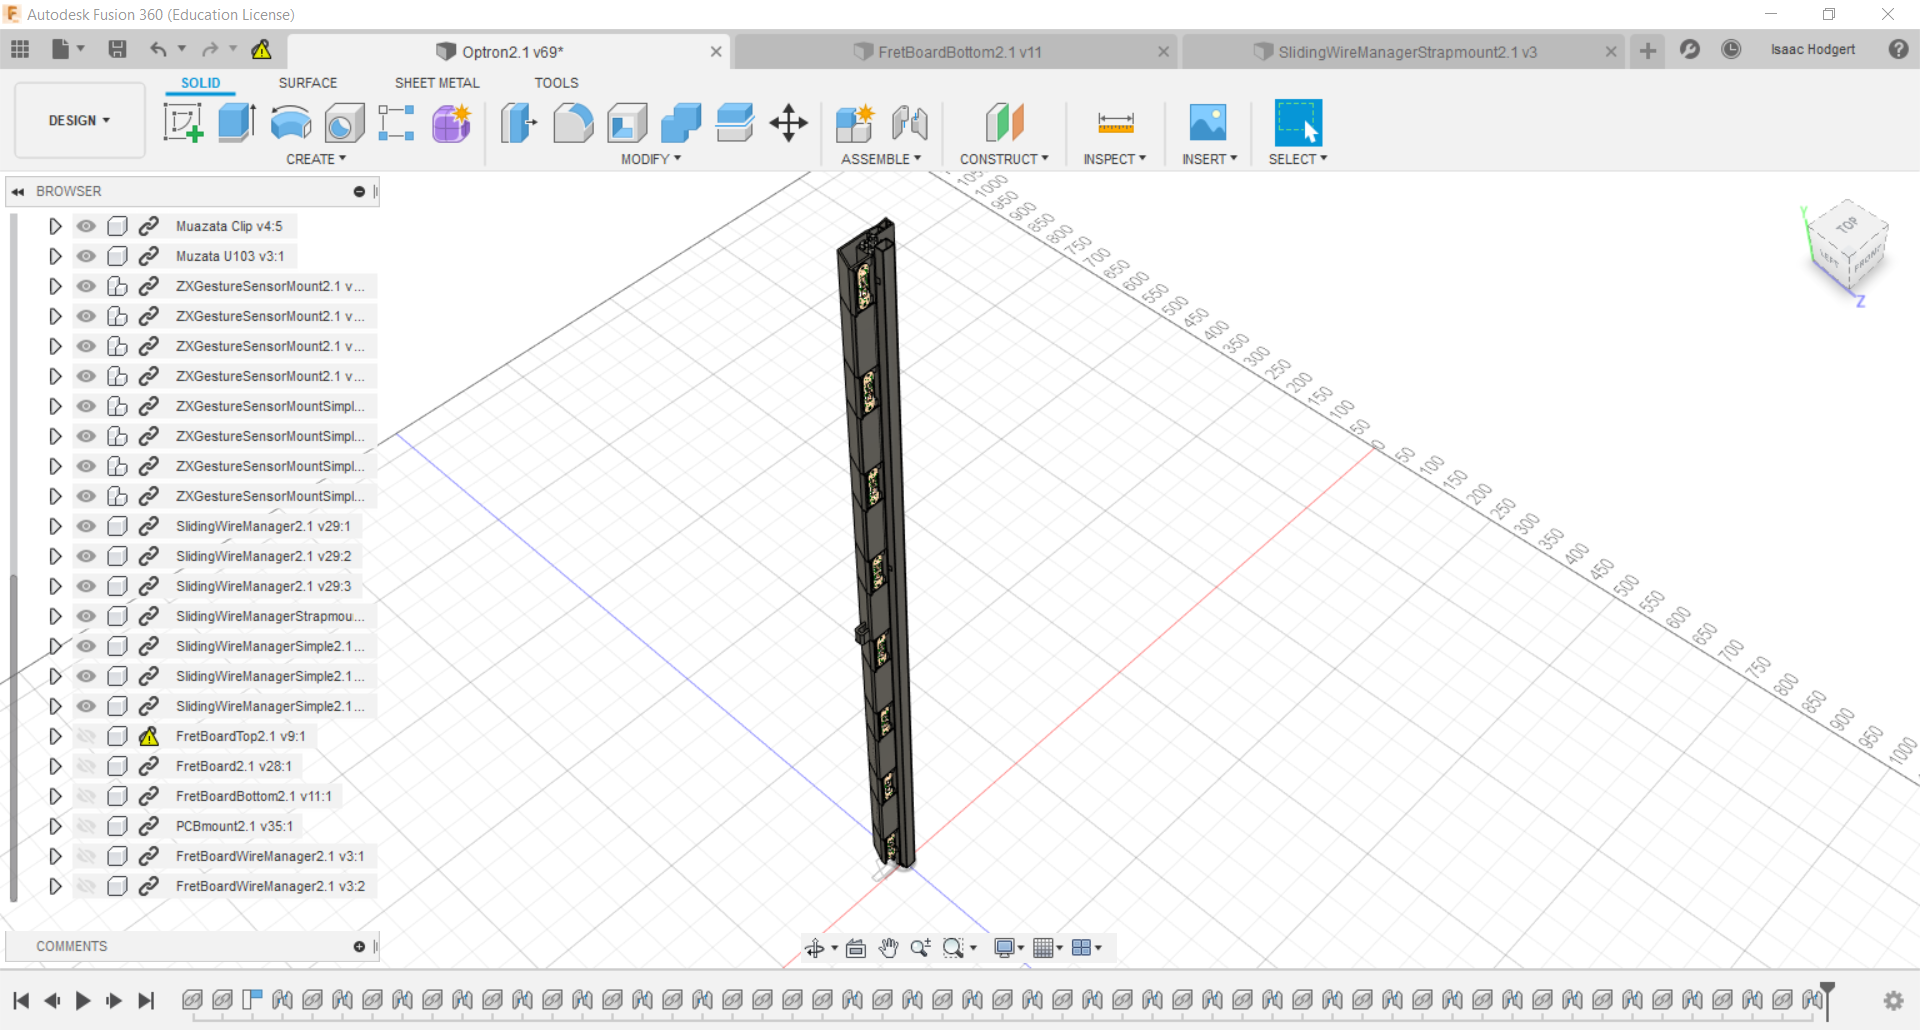 Autodesk Fusion 360 (Education License)
Optron2.1 v69*
FretBoardBottom2.1 v11
SlidingWireManagerStrapmount2.1 v3
Isaac Hodgert
SOLID
SURFACE
SHEET METAL
TOOLS
DESIGN
CREATE
MODIFY
ASSEMBLE
CONSTRUCT
INSPECT
INSERT
SELECT
BROWSER
Muazata Clip v4:5
Muzata U103 v3:1
ZXGestureSensorMount2.1 v...
ZXGestureSensorMount2.1 v...
ZXGestureSensorMount2.1 v...
ZXGestureSensorMount2.1 v...
ZXGestureSensorMountSimpl...
ZXGestureSensorMountSimpl...
ZXGestureSensorMountSimpl...
ZXGestureSensorMountSimpl...
SlidingWireManager2.1 v29:1
SlidingWireManager2.1 v29:2
SlidingWireManager2.1 v29:3
SlidingWireManagerStrapmou...
SlidingWireManagerSimple2.1...
SlidingWireManagerSimple2.1...
SlidingWireManagerSimple2.1...
FretBoardTop2.1 v9:1
FretBoard2.1 v28:1
FretBoardBottom2.1 v11:1
PCBmount2.1 v35:1
FretBoardWireManager2.1 v3:1
FretBoardWireManager2.1 v3:2
COMMENTS
1000
950
900
850
800
750
700
650
600
550
500
450
400
350
300
250
200
150
100
50
0
50
100
150
200
250
300
350
400
450
500
550
600
650
700
750
800
850
900
950
1000
Y
TOP
LEFT
FRONT
Z